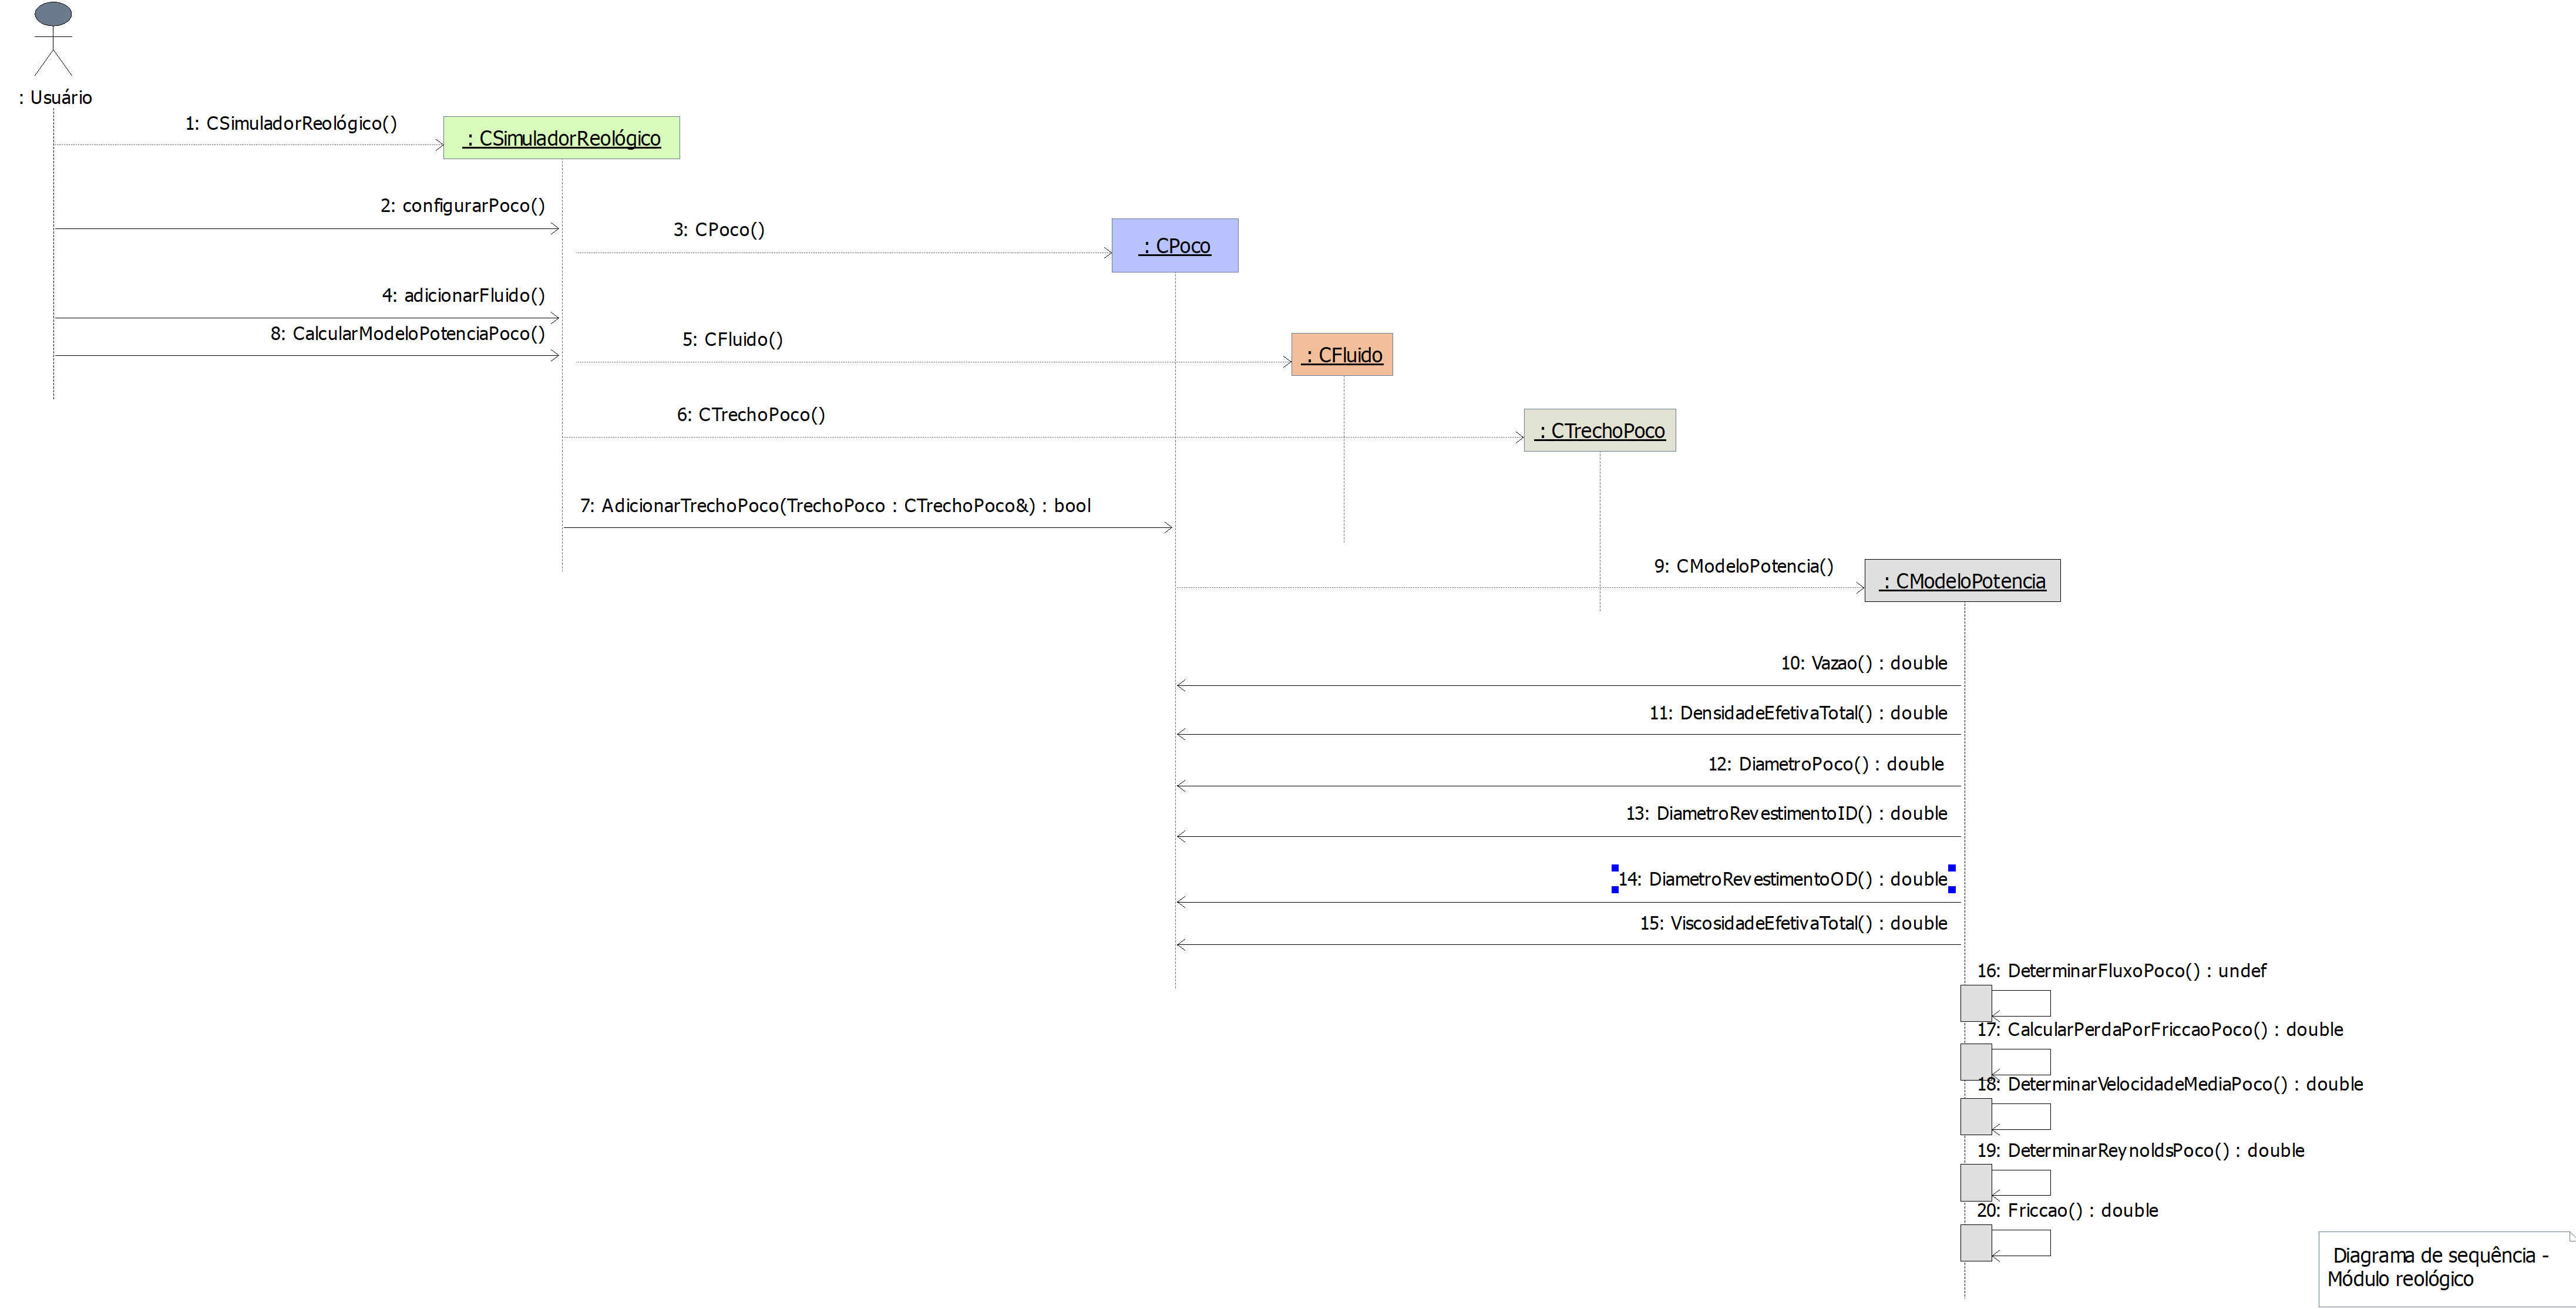 : Usuário
1: CSimuladorReológico()
: CSimuladorReológico
2: configurarPoco()
3: CPoco()
: CPoco
4: adicionarFluido()
8: CalcularModeloPotenciaPoco()
5: CFluido()
: CFluido
6: CTrechoPoco()
: CTrechoPoco
7: AdicionarTrechoPoco(TrechoPoco : CTrechoPoco&) : bool
9: CModeloPotencia()
: CModeloPotencia
10: Vazao() : double
11: DensidadeEfetivaTotal() : double
12: DiametroPoco() : double
13: DiametroRevestimentoID() : double
14: DiametroRevestimentoOD() : double
15: ViscosidadeEfetivaTotal() : double
16: DeterminarFluxoPoco() : undef
17: CalcularPerdaPorFriccaoPoco() : double
18: DeterminarVelocidadeMediaPoco() : double
19: DeterminarReynoldsPoco() : double
20: Friccao() : double
Diagrama de sequência -
Módulo reológico